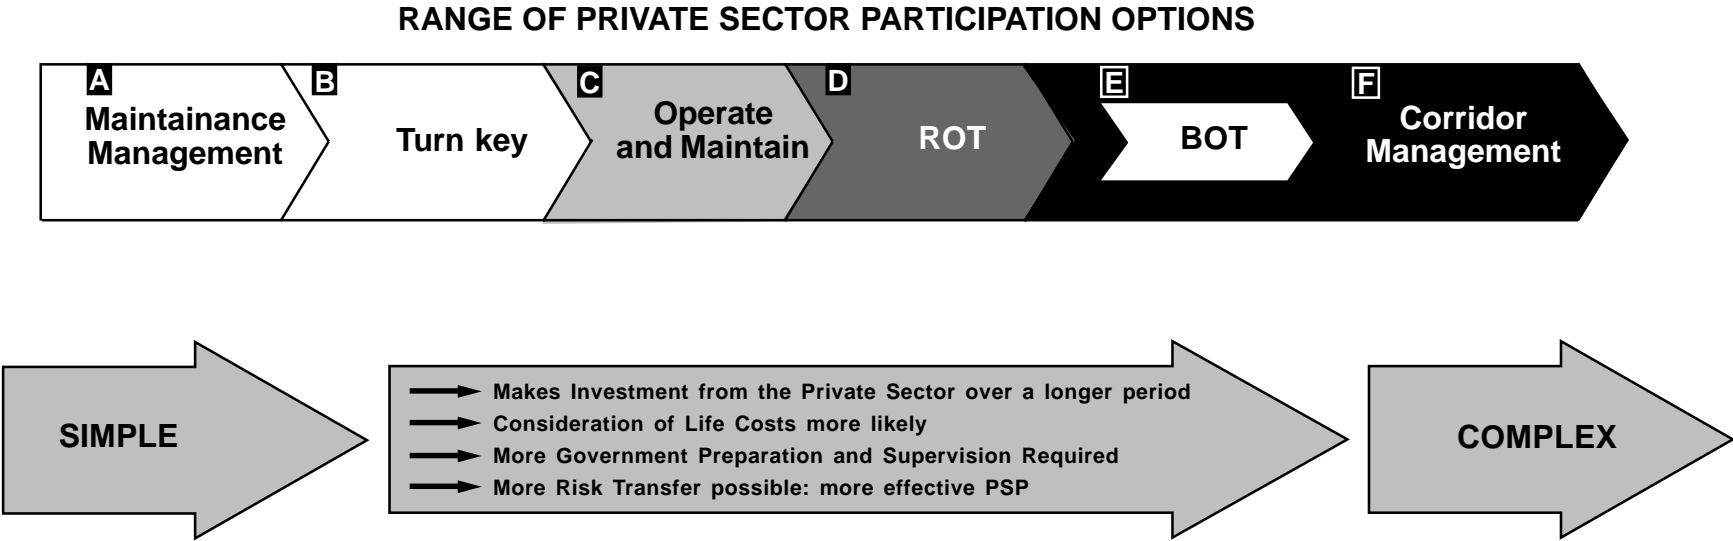 RANGE OF PRIVATE SECTOR PARTICIPATION OPTIONS
A
Maintainance
Management
B
Turn key
C
Operate
and Maintain
D
ROT
E
BOT
F
Corridor
Management
SIMPLE
Makes Investment from the Private Sector over a longer period
Consideration of Life Costs more likely
More Government Preparation and Supervision Required
More Risk Transfer possible: more effective PSP
COMPLEX